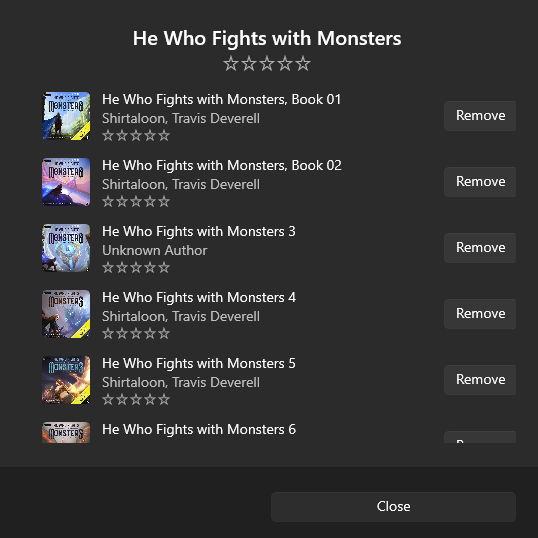 He Who Fights with Monsters
He Who Fights with Monsters, Book 01
Shirtaloon, Travis Deverell
Remove
He Who Fights with Monsters, Book 02
Shirtaloon, Travis Deverell
Remove
He Who Fights with Monsters 3
Unknown Author
Remove
He Who Fights with Monsters 4
Shirtaloon, Travis Deverell
Remove
He Who Fights with Monsters 5
Shirtaloon, Travis Deverell
Remove
He Who Fights with Monsters 6
Close